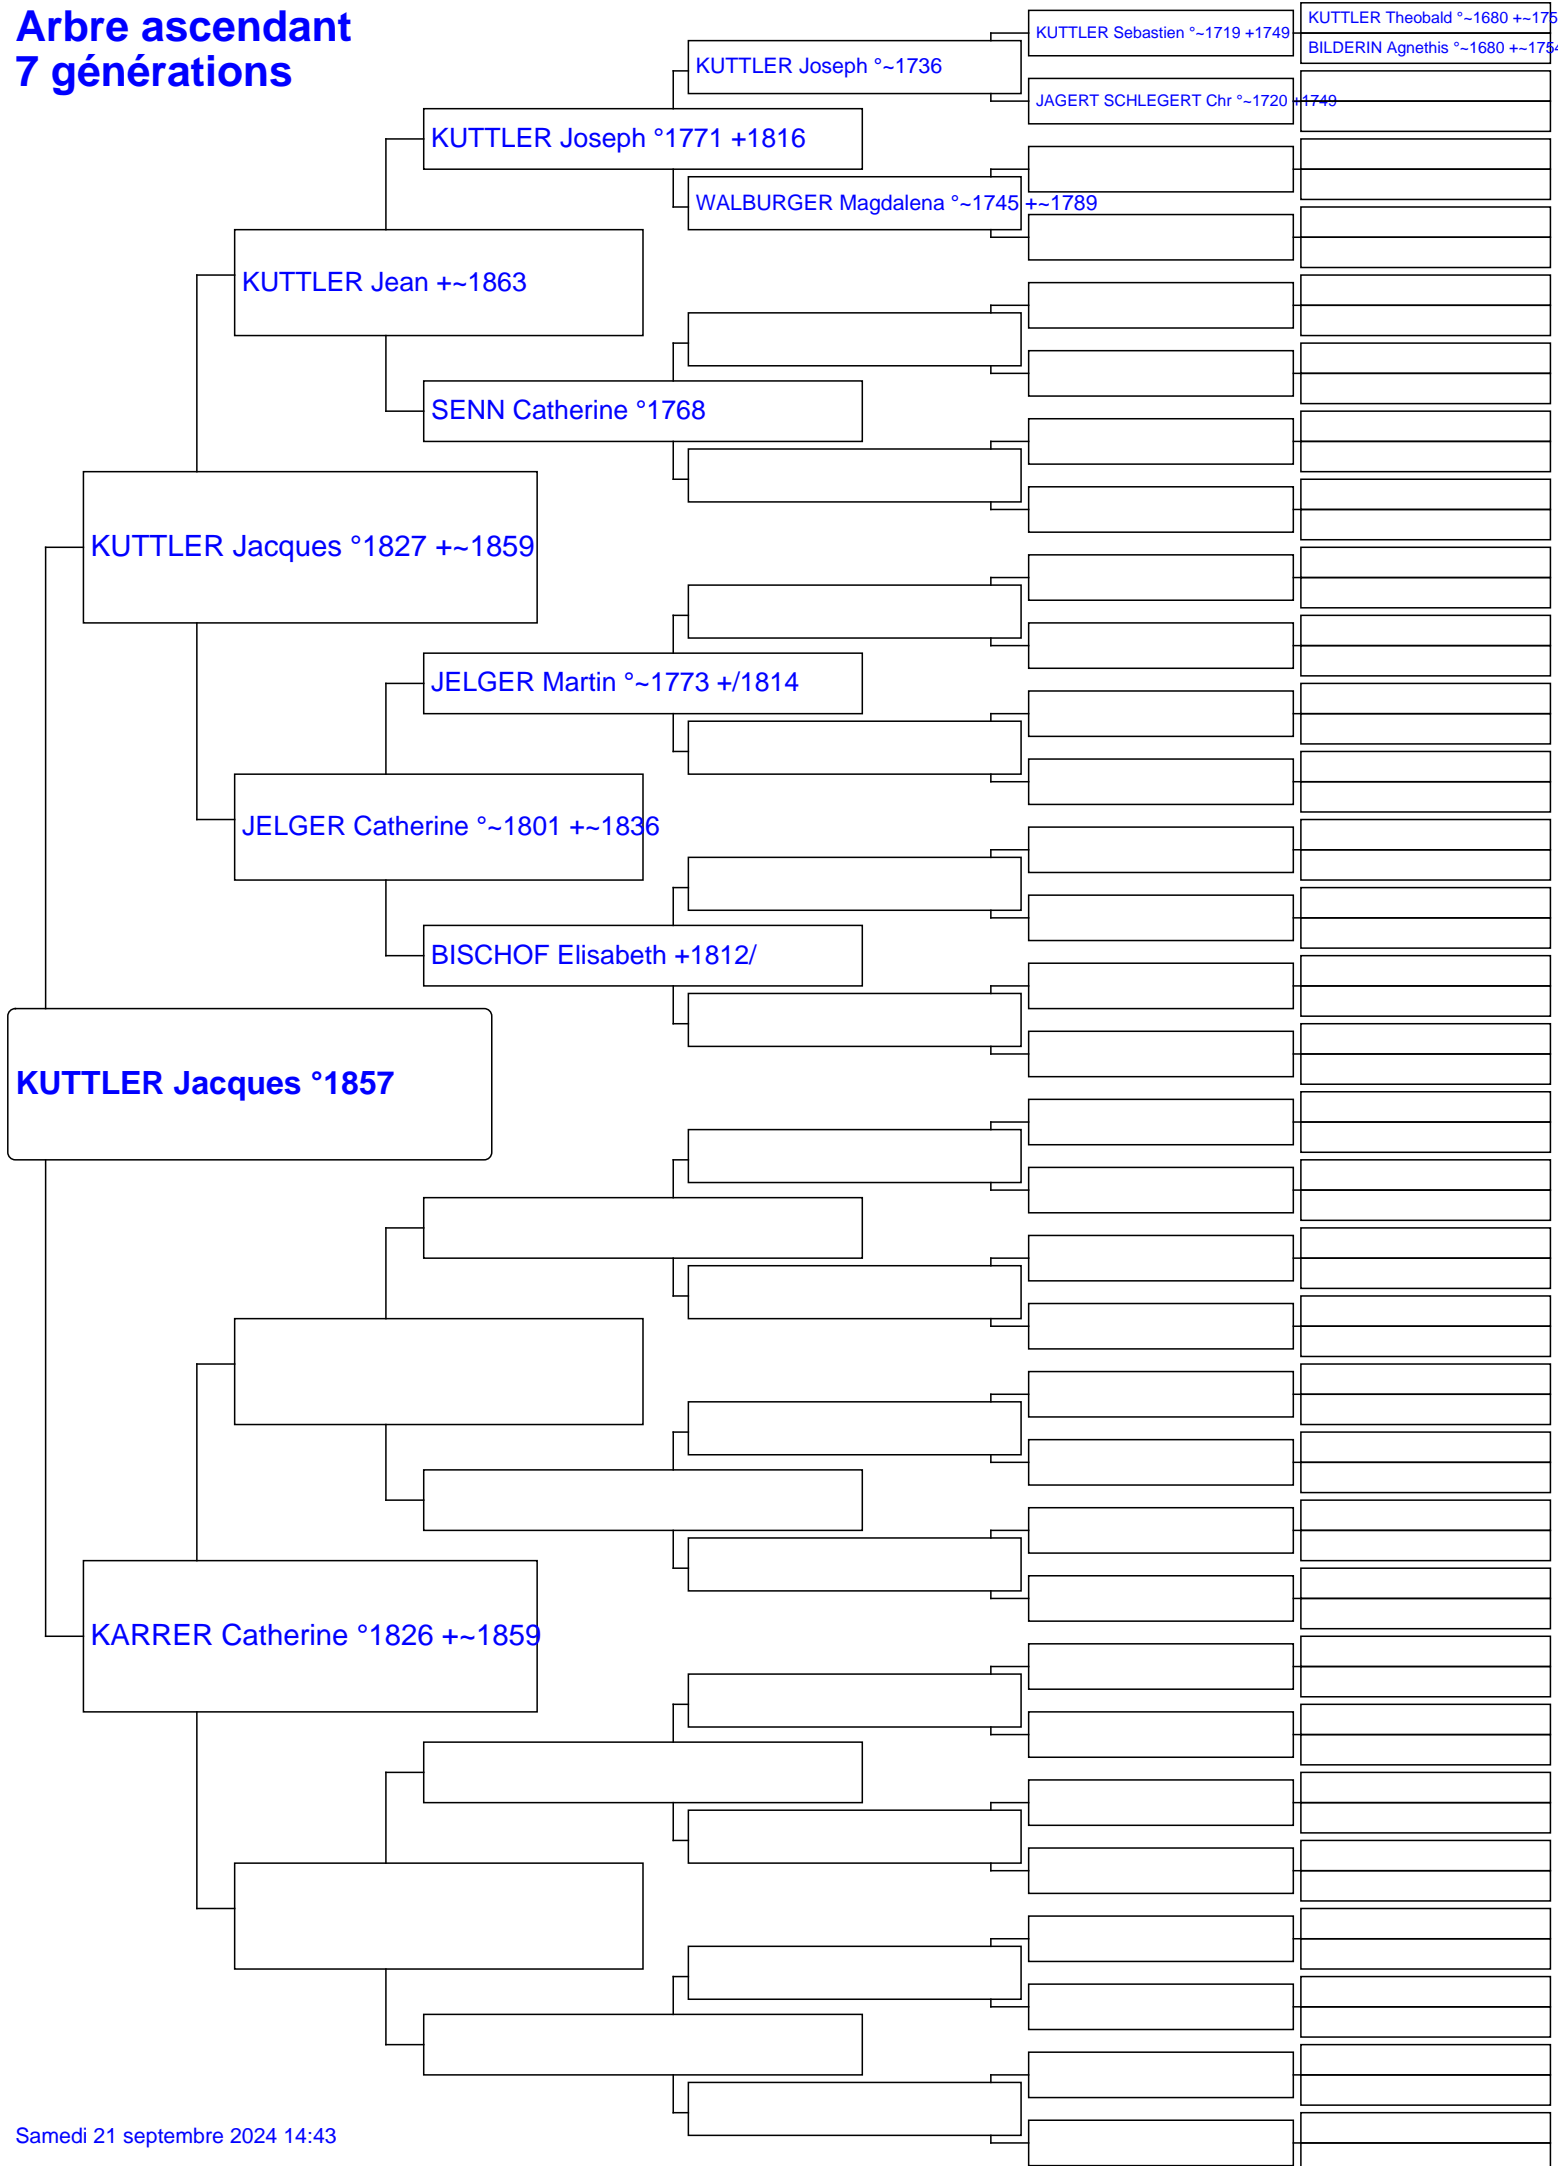 Arbre ascendant
7 générations
KUTTLER Theobald °~1680 +~175
KUTTLER Sebastien °~1719 +1749
BILDERIN Agnethis °~1680 +~1754
KUTTLER Joseph °~1736
JAGERT SCHLEGERT Chr °~1720 +1749
KUTTLER Joseph °1771 +1816
WALBURGER Magdalena °~1745 +~1789
KUTTLER Jean +~1863
SENN Catherine °1768
KUTTLER Jacques °1827 +~1859
JELGER Martin °~1773 +/1814
JELGER Catherine °~1801 +~1836
BISCHOF Elisabeth +1812/
KUTTLER Jacques °1857
KARRER Catherine °1826 +~1859
Samedi 21 septembre 2024 14:43